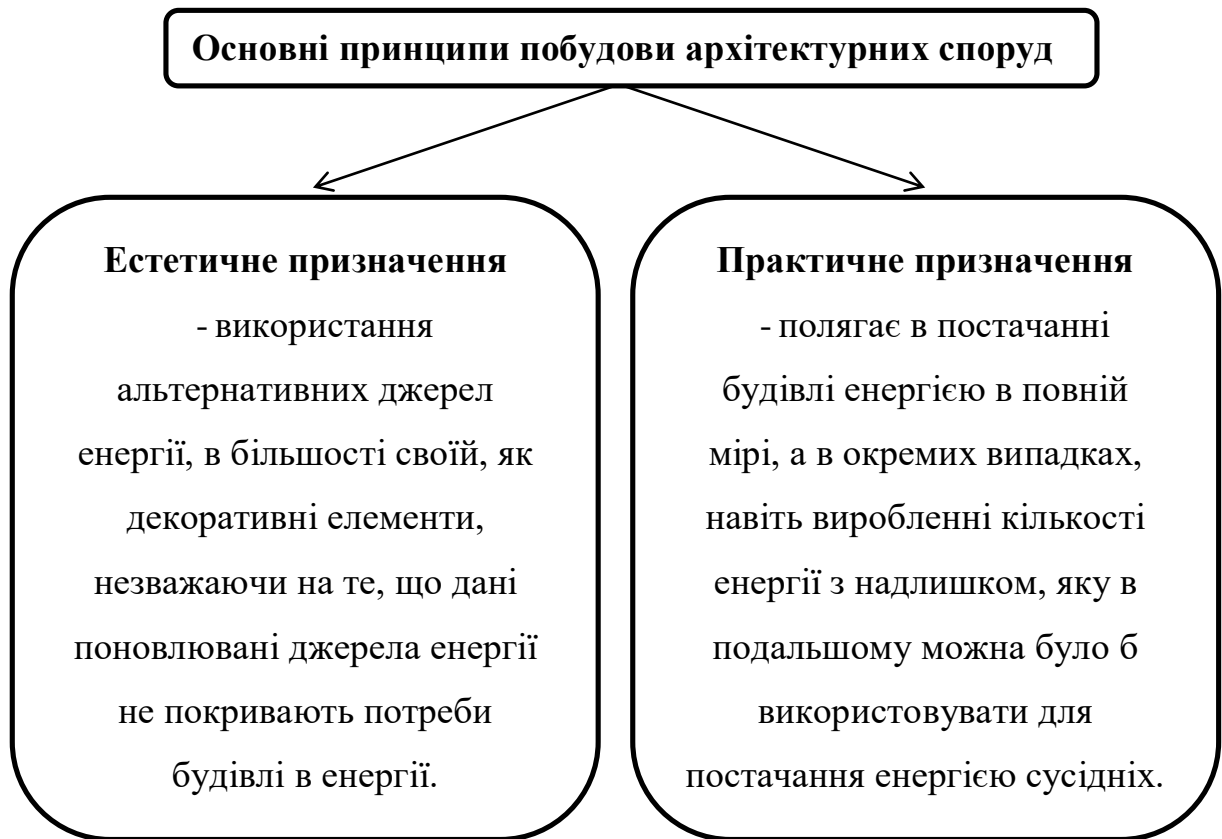 Основні принципи побудови архітектурних споруд
Естетичне призначення
- використання
альтернативних джерел
енергії, в більшості своїй, як
декоративні елементи,
незважаючи на те, що дані
поновлювані джерела енергії
не покривають потреби
будівлі в енергії.
Практичне призначення
- полягає в постачанні
будівлі енергією в повній
мірі, а в окремих випадках,
навіть виробленні кількості
енергії з надлишком, яку в
подальшому можна було б
використовувати для
постачання енергією сусідніх.